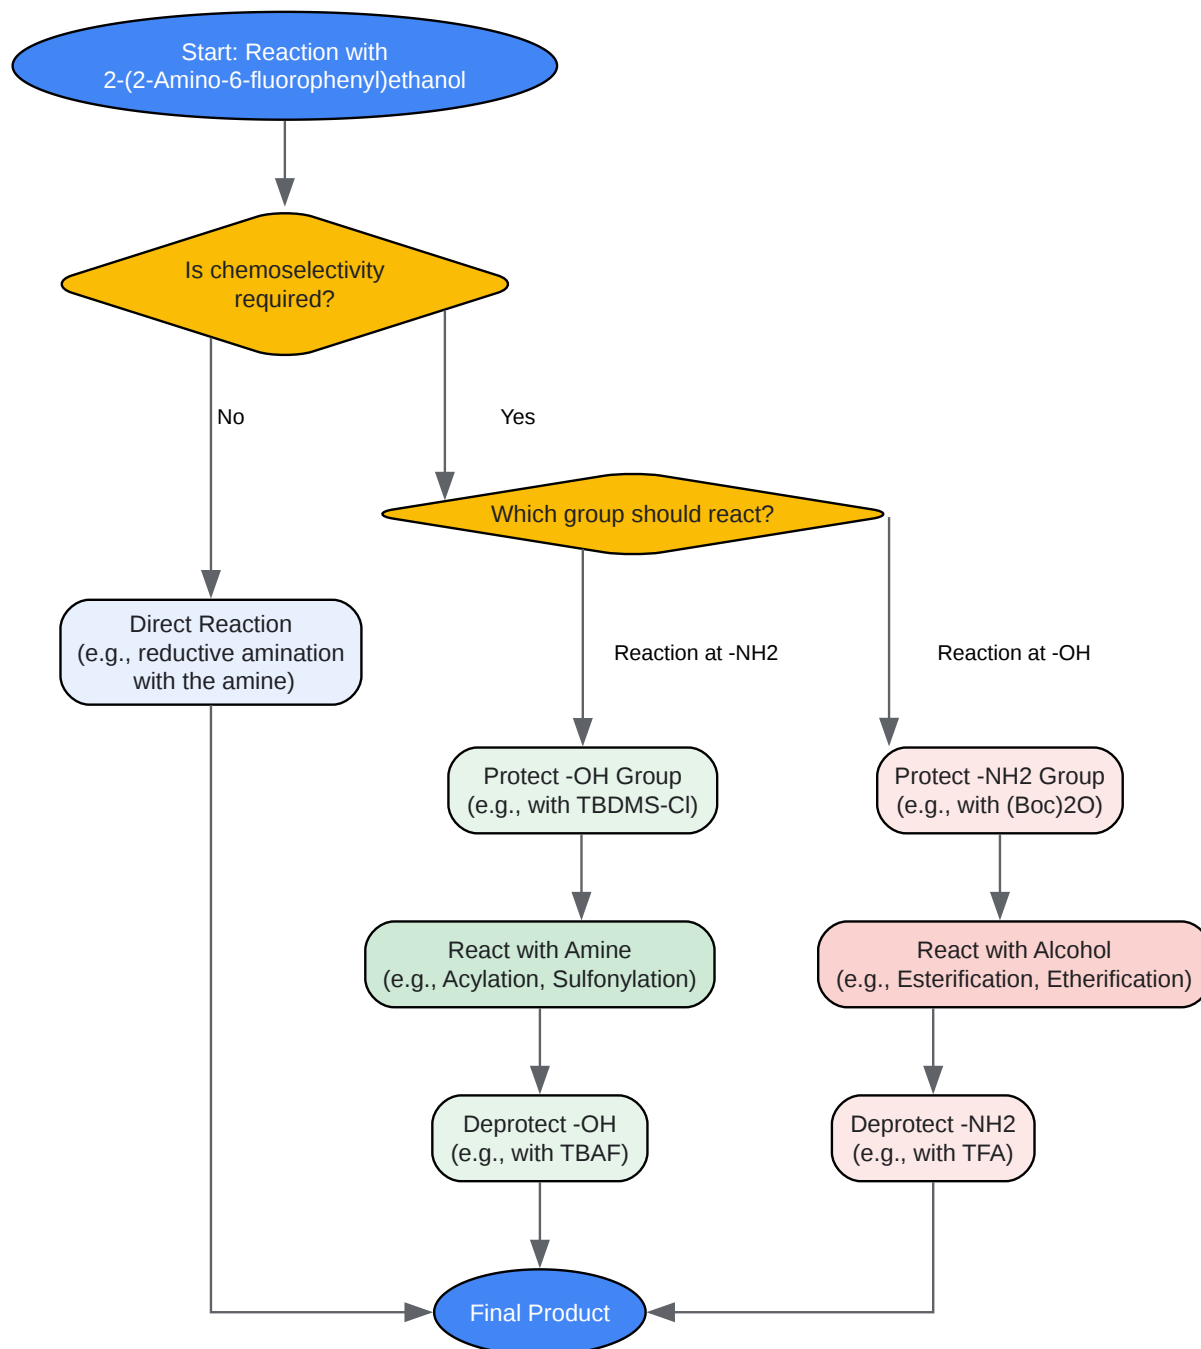 Start: Reaction with
2-(2-Amino-6-fluorophenyl)ethanol
Is chemoselectivity
required?
No
Yes
Which group should react?
Direct Reaction
(e.g., reductive amination
with the amine)
Reaction at -NH2
Reaction at -OH
Protect -OH Group
(e.g., with TBDMS-Cl)
Protect -NH2 Group
(e.g., with (Boc)2O)
React with Amine
(e.g., Acylation, Sulfonylation)
React with Alcohol
(e.g., Esterification, Etherification)
Deprotect -OH
(e.g., with TBAF)
Deprotect -NH2
(e.g., with TFA)
Final Product